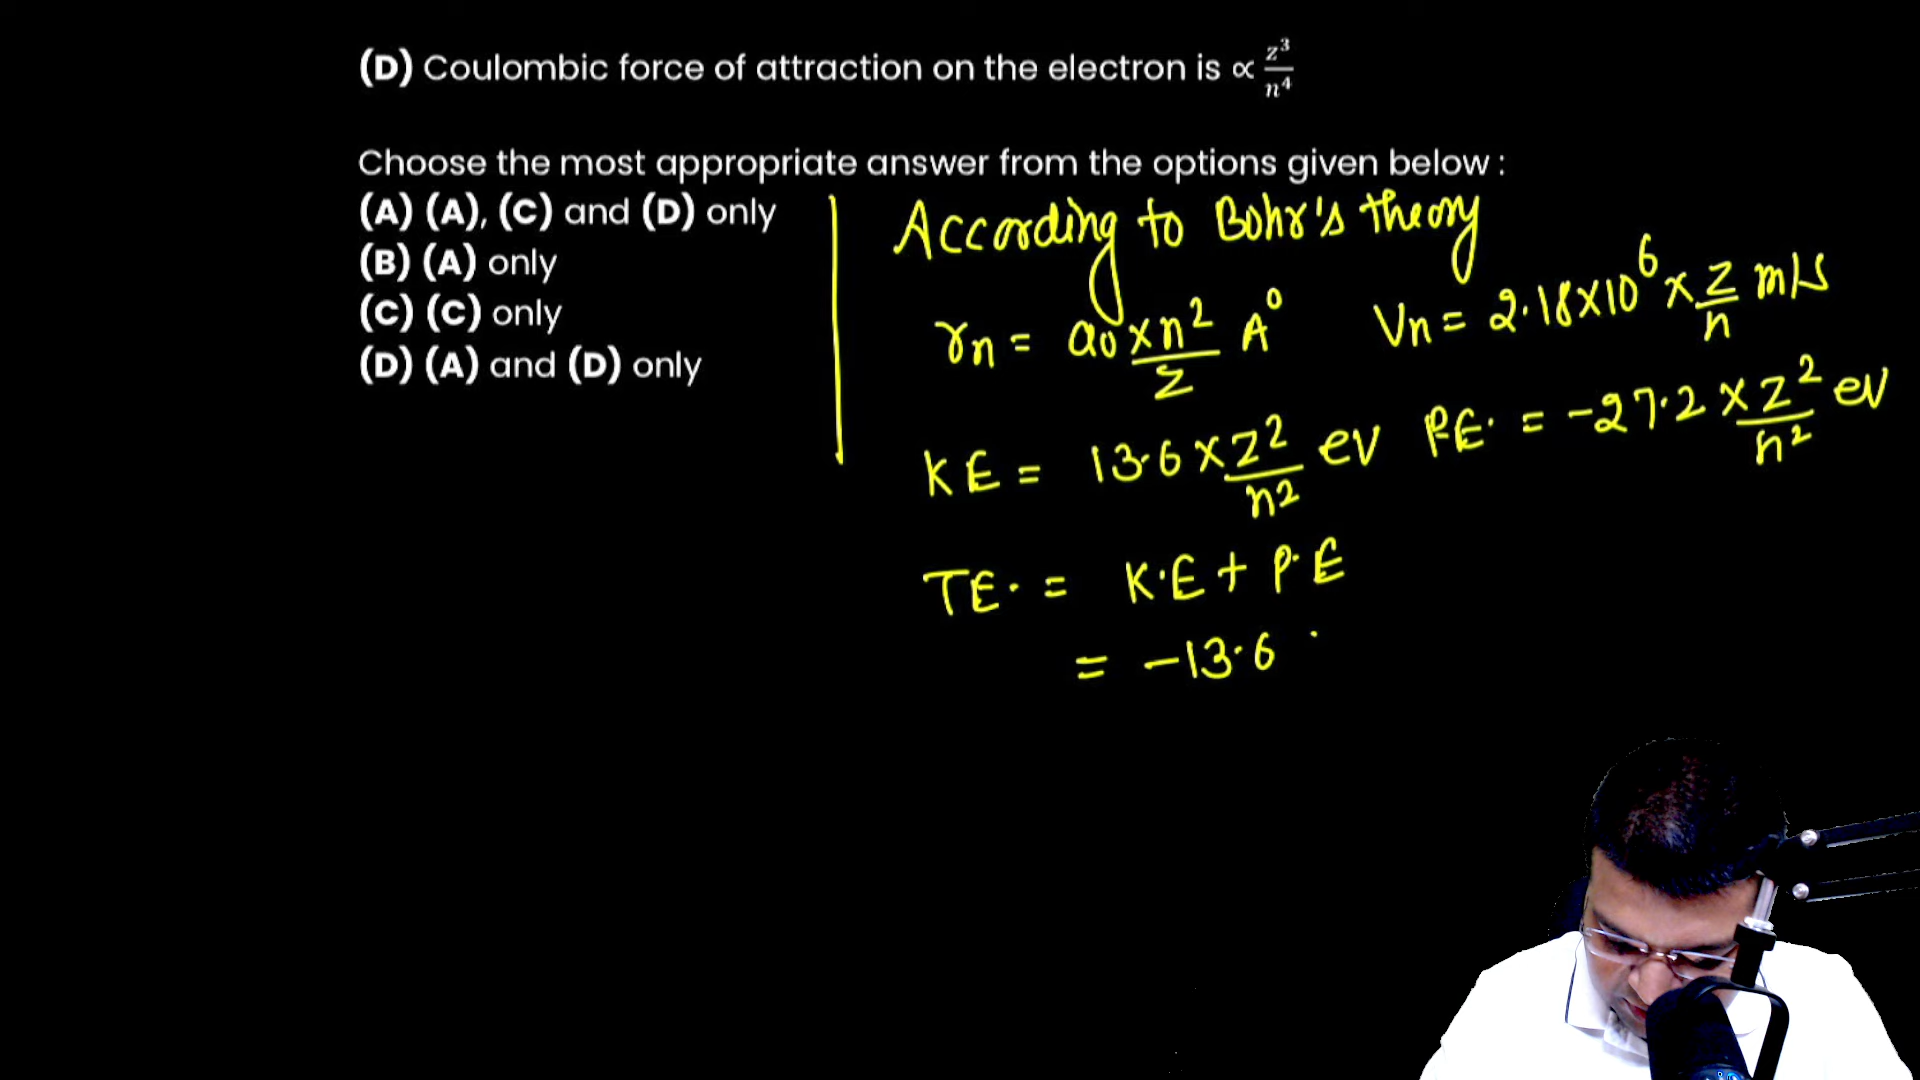 (D) Coulombic force of attraction on the electron is ∝ z³/n⁴
Choose the most appropriate answer from the options given below :
(A) (A), (C) and (D) only
(B) (A) only
(C) (C) only
(D) (A) and (D) only
According to Bohr's theory
rn = a0 × n²/Z A° Vn = 2.18×10⁶ × Z/n m/s
KE = 13.6 × Z²/n² eV P.E. = -27.2 × Z²/n² eV
TE. = K.E + P.E
= -13.6